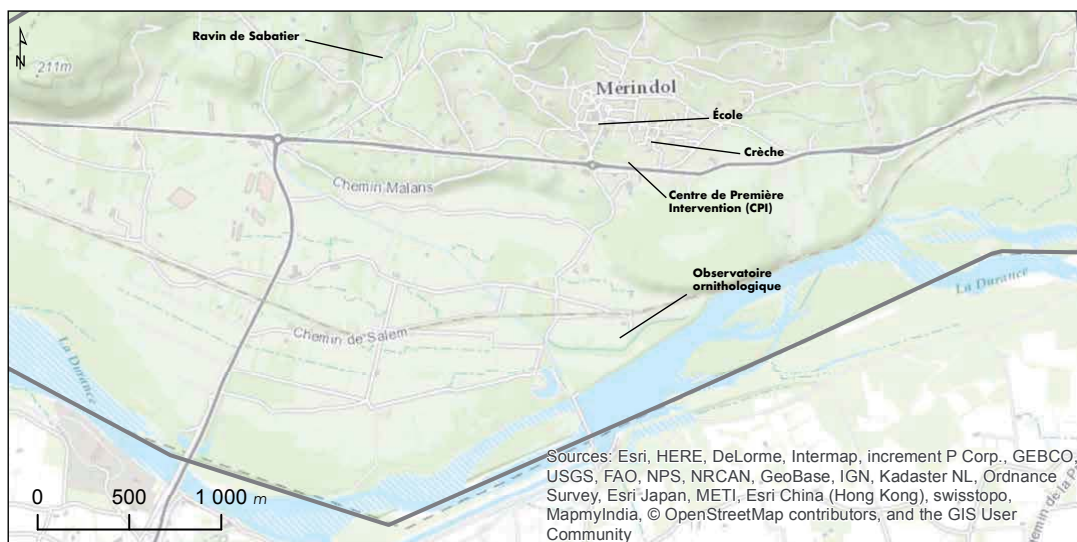 Ravin de Sabatier
N
211m
Mérindol
École
Crèche
Chemin Malans
Centre de Première
Intervention (CPI)
Observatoire
ornithologique
La Durance
Chemin de Salem
La Durance
Sources: Esri, HERE, DeLorme, Intermap, increment P Corp., GEBCO,
USGS, FAO, NPS, NRCAN, GeoBase, IGN, Kadaster NL, Ordnance
Survey, Esri Japan, METI, Esri China (Hong Kong), swisstopo,
MapmyIndia, © OpenStreetMap contributors, and the GIS User
Community
0 500 1 000 m